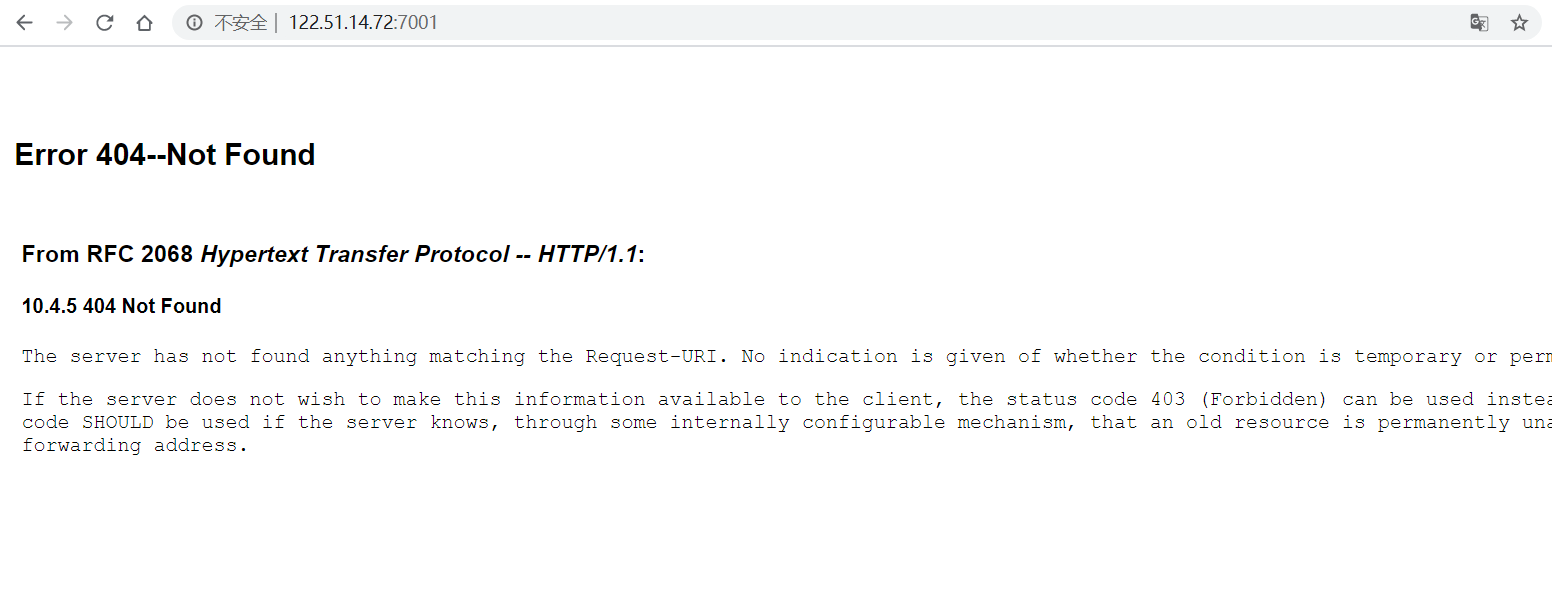 不安全 | 122.51.14.72:7001
Error 404--Not Found
From RFC 2068 Hypertext Transfer Protocol -- HTTP/1.1:
10.4.5 404 Not Found
The server has not found anything matching the Request-URI. No indication is given of whether the condition is temporary or perm
If the server does not wish to make this information available to the client, the status code 403 (Forbidden) can be used instea
code SHOULD be used if the server knows, through some internally configurable mechanism, that an old resource is permanently una
forwarding address.